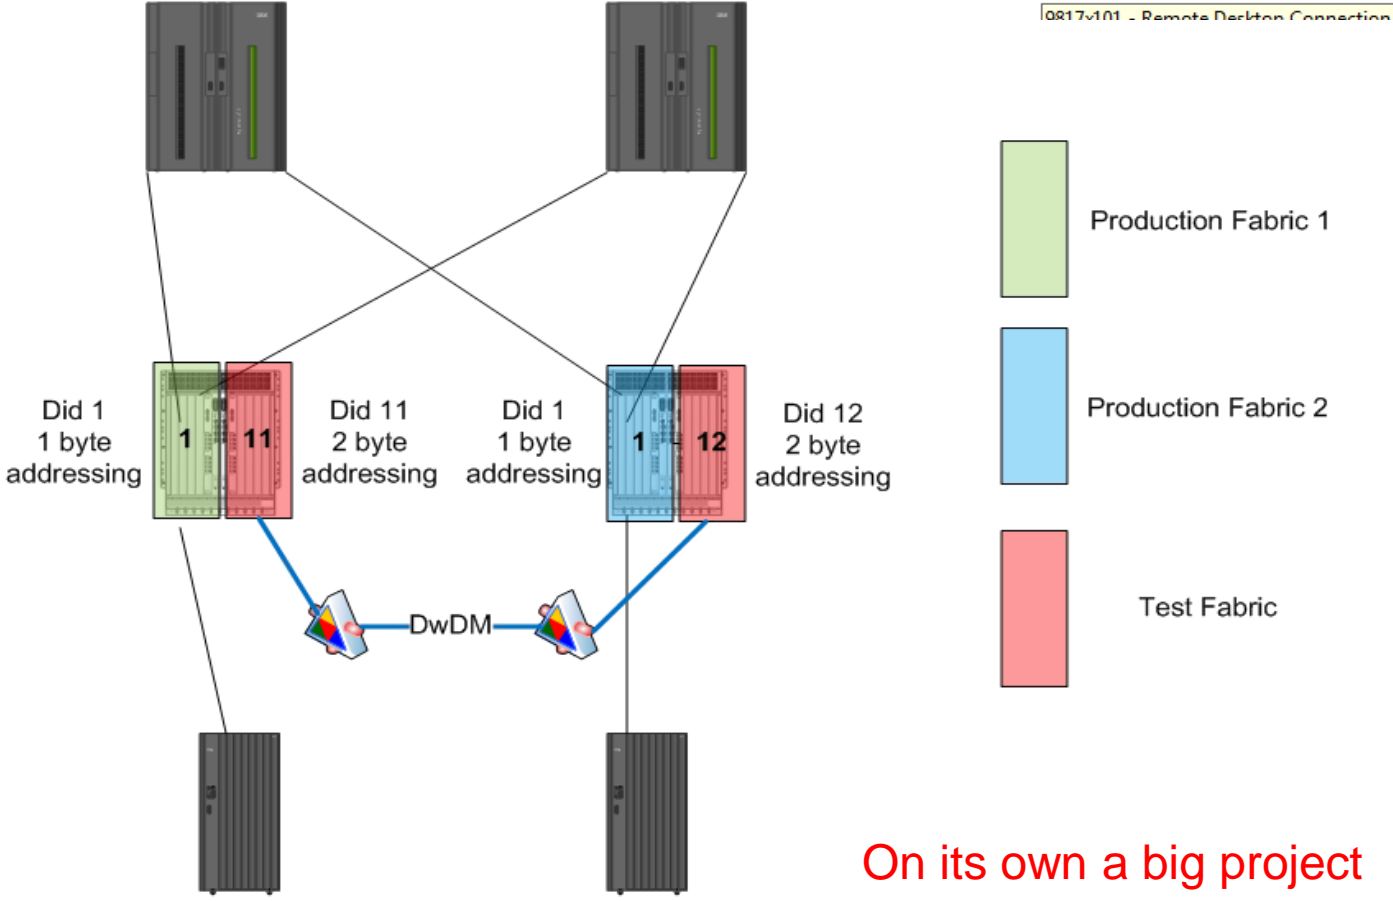 9817x101 - Remote Desktop Connection
Production Fabric 1
Did 1
1 byte
addressing
1
11
Did 11
2 byte
addressing
Did 1
1 byte
addressing
1
12
Did 12
2 byte
addressing
Production Fabric 2
DwDM
Test Fabric
On its own a big project